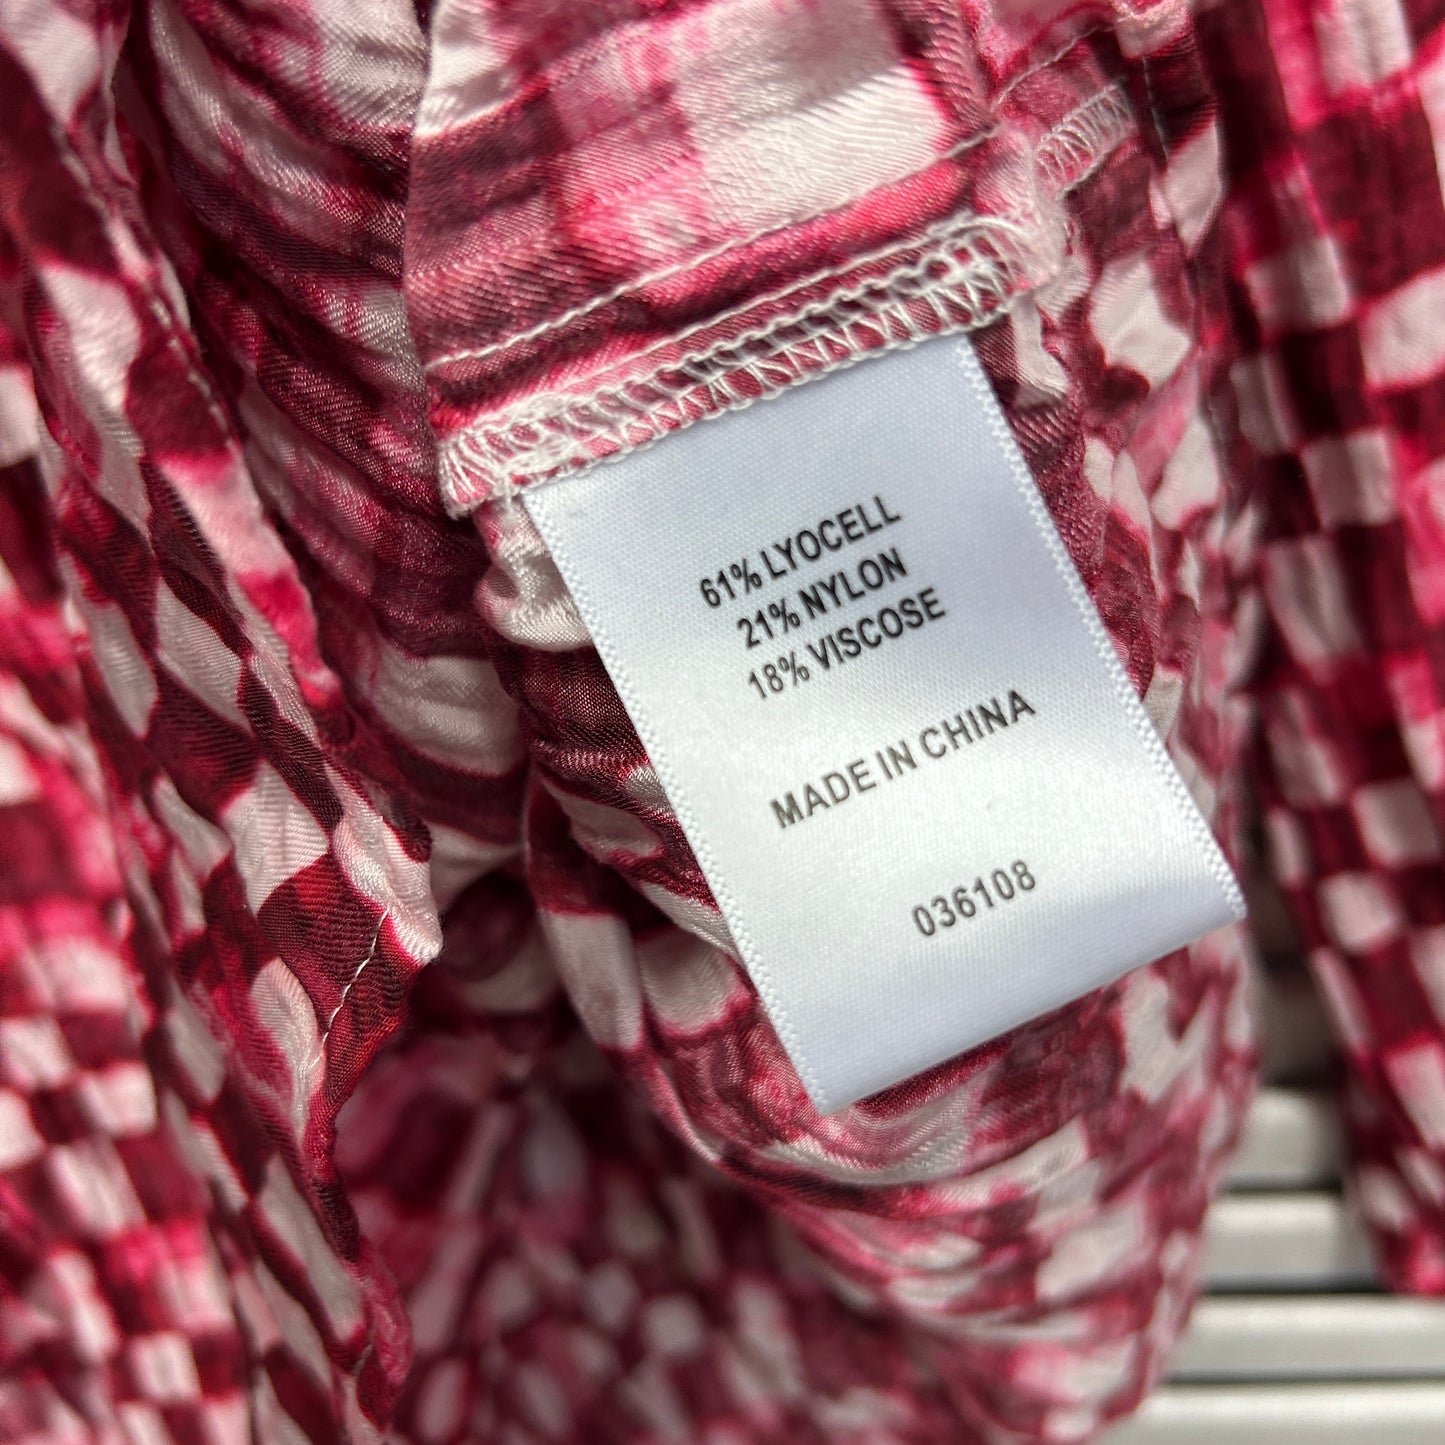 61% LYOCELL
21% NYLON
18% VISCOSE
MADE IN CHINA
036108